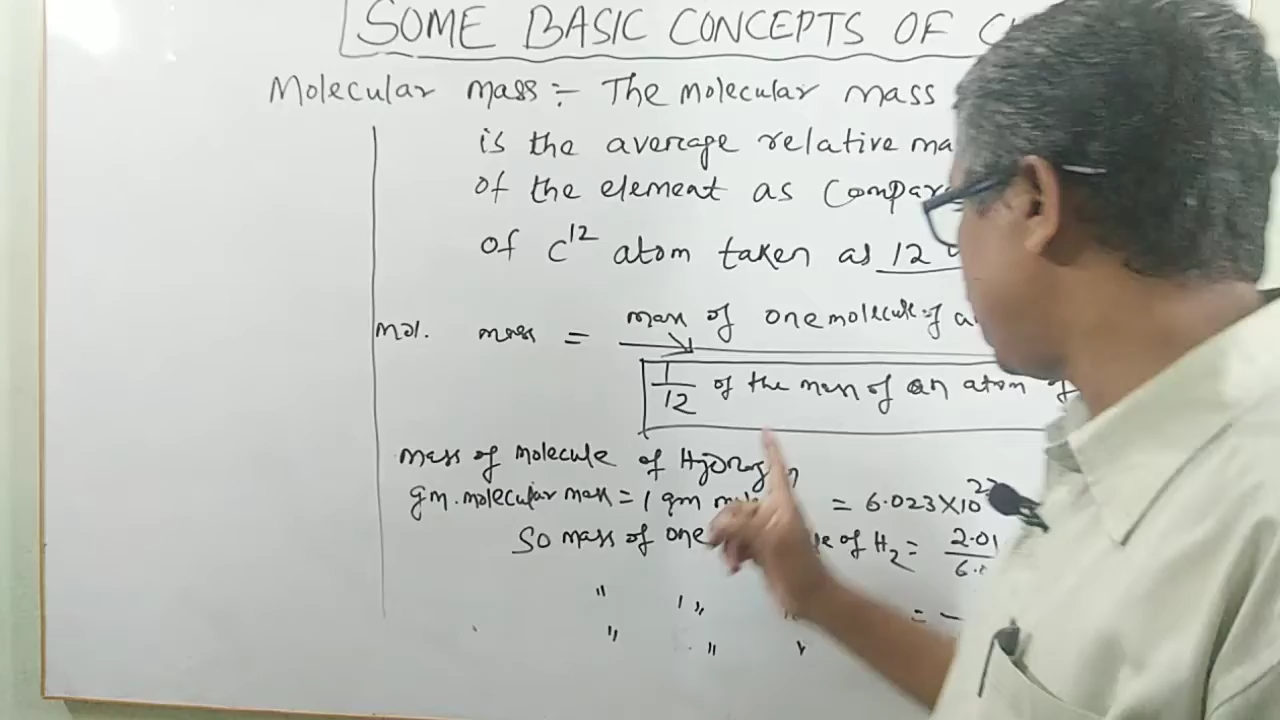 SOME BASIC CONCEPTS OF C
Molecular mass :- The molecular mass
is the average relative ma
of the element as Compar
of C12 atom taken as 12
Mol. mass = mass of one molecule of a
1/12 of the mass of an atom of
Mass of Molecule of Hydrogen
gm. molecular mass = 1 gm = 6.023X10
So mass of one of H2 = 2.01
6.
" " =
" "